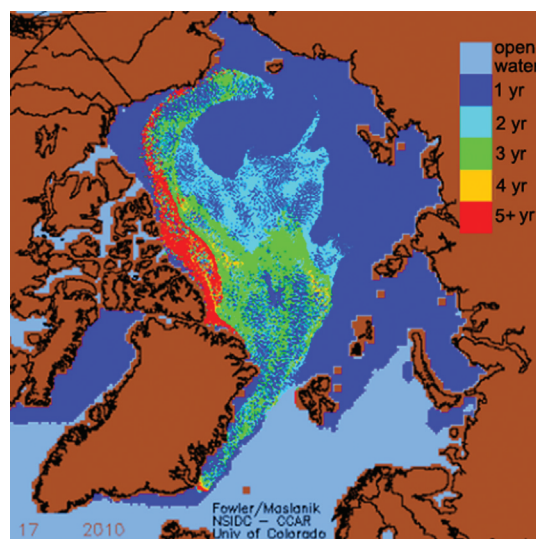 open
water
1 yr
2 yr
3 yr
4 yr
5+ yr
Fowler/Maslanik
NSIDC – CCAR
17 2010
Univ of Colorado